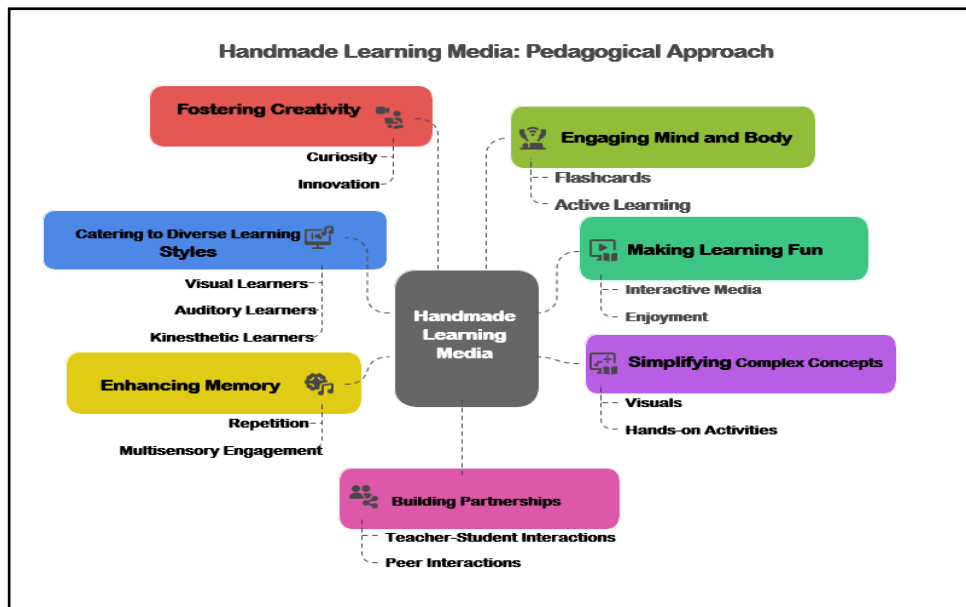 Handmade Learning Media: Pedagogical Approach
Fostering Creativity
Curiosity
Innovation
Engaging Mind and Body
Flashcards
Active Learning
Catering to Diverse Learning
Styles
Visual Learners
Auditory Learners
Kinesthetic Learners
Making Learning Fun
Interactive Media
Enjoyment
Handmade
Learning
Media
Enhancing Memory
Repetition
Multisensory Engagement
Simplifying Complex Concepts
Visuals
Hands-on Activities
Building Partnerships
Teacher-Student Interactions
Peer Interactions